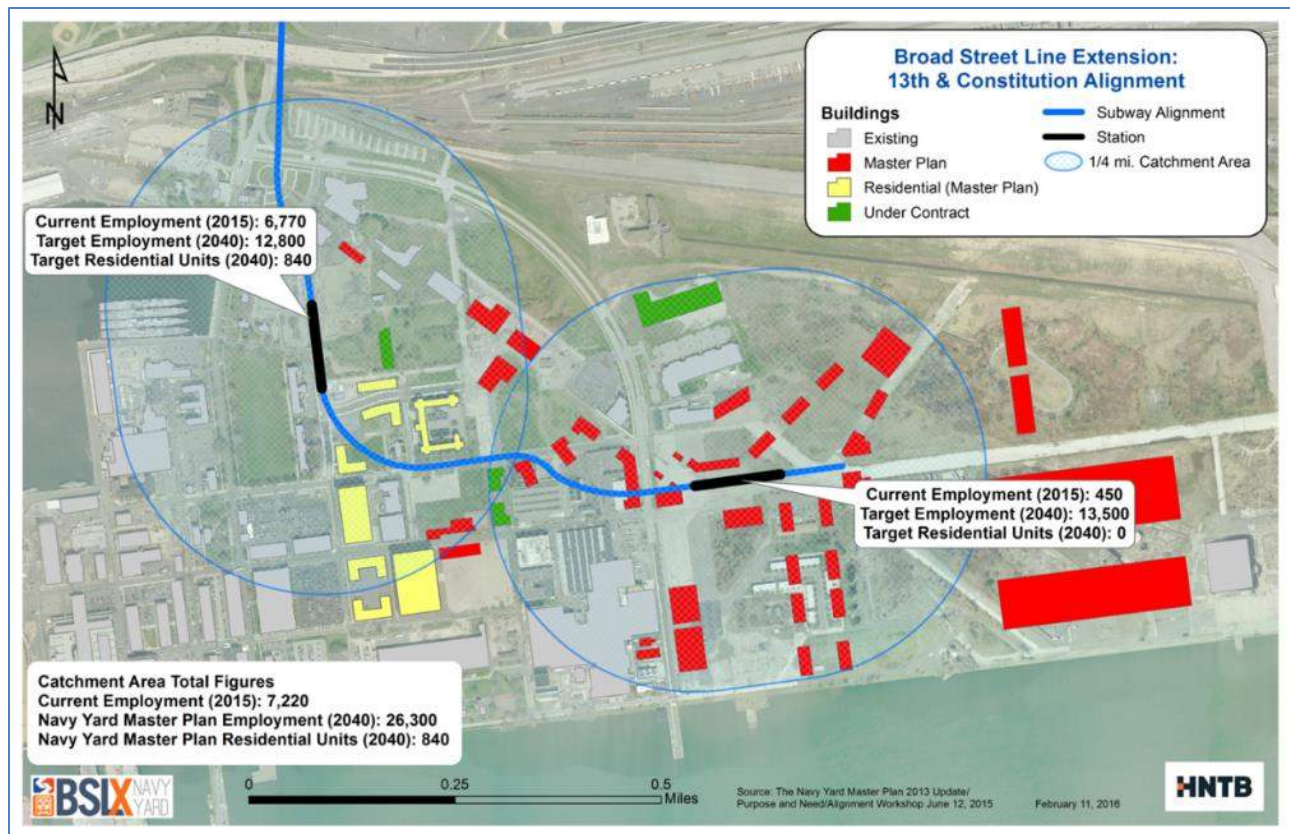 Broad Street Line Extension:
13th & Constitution Alignment
Buildings
Existing
Master Plan
Residential (Master Plan)
Under Contract
Subway Alignment
Station
1/4 mi. Catchment Area
N
Current Employment (2015): 6,770
Target Employment (2040): 12,800
Target Residential Units (2040): 840
Current Employment (2015): 450
Target Employment (2040): 13,500
Target Residential Units (2040): 0
Catchment Area Total Figures
Current Employment (2015): 7,220
Navy Yard Master Plan Employment (2040): 26,300
Navy Yard Master Plan Residential Units (2040): 840
BSLX NAVY
YARD
0 0.25 0.5
Miles
Source: The Navy Yard Master Plan 2013 Update/
Purpose and Need/Alignment Workshop June 12, 2015 February 11, 2016
HNTB